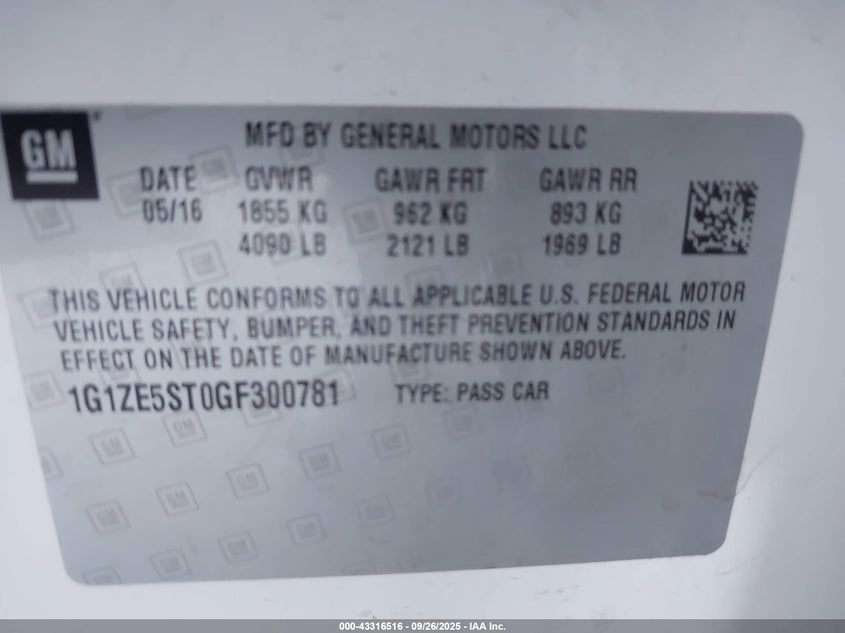 GM
MFD BY GENERAL MOTORS LLC
DATE GVWR GAWR FRT GAWR RR
05/16 1855 KG 962 KG 893 KG
4090 LB 2121 LB 1969 LB
THIS VEHICLE CONFORMS TO ALL APPLICABLE U.S. FEDERAL MOTOR
VEHICLE SAFETY, BUMPER, AND THEFT PREVENTION STANDARDS IN
EFFECT ON THE DATE OF MANUFACTURE SHOWN ABOVE.
1G1ZE5ST0GF300781 TYPE: PASS CAR
000-43316516 - 09/26/2025 - IAA Inc.